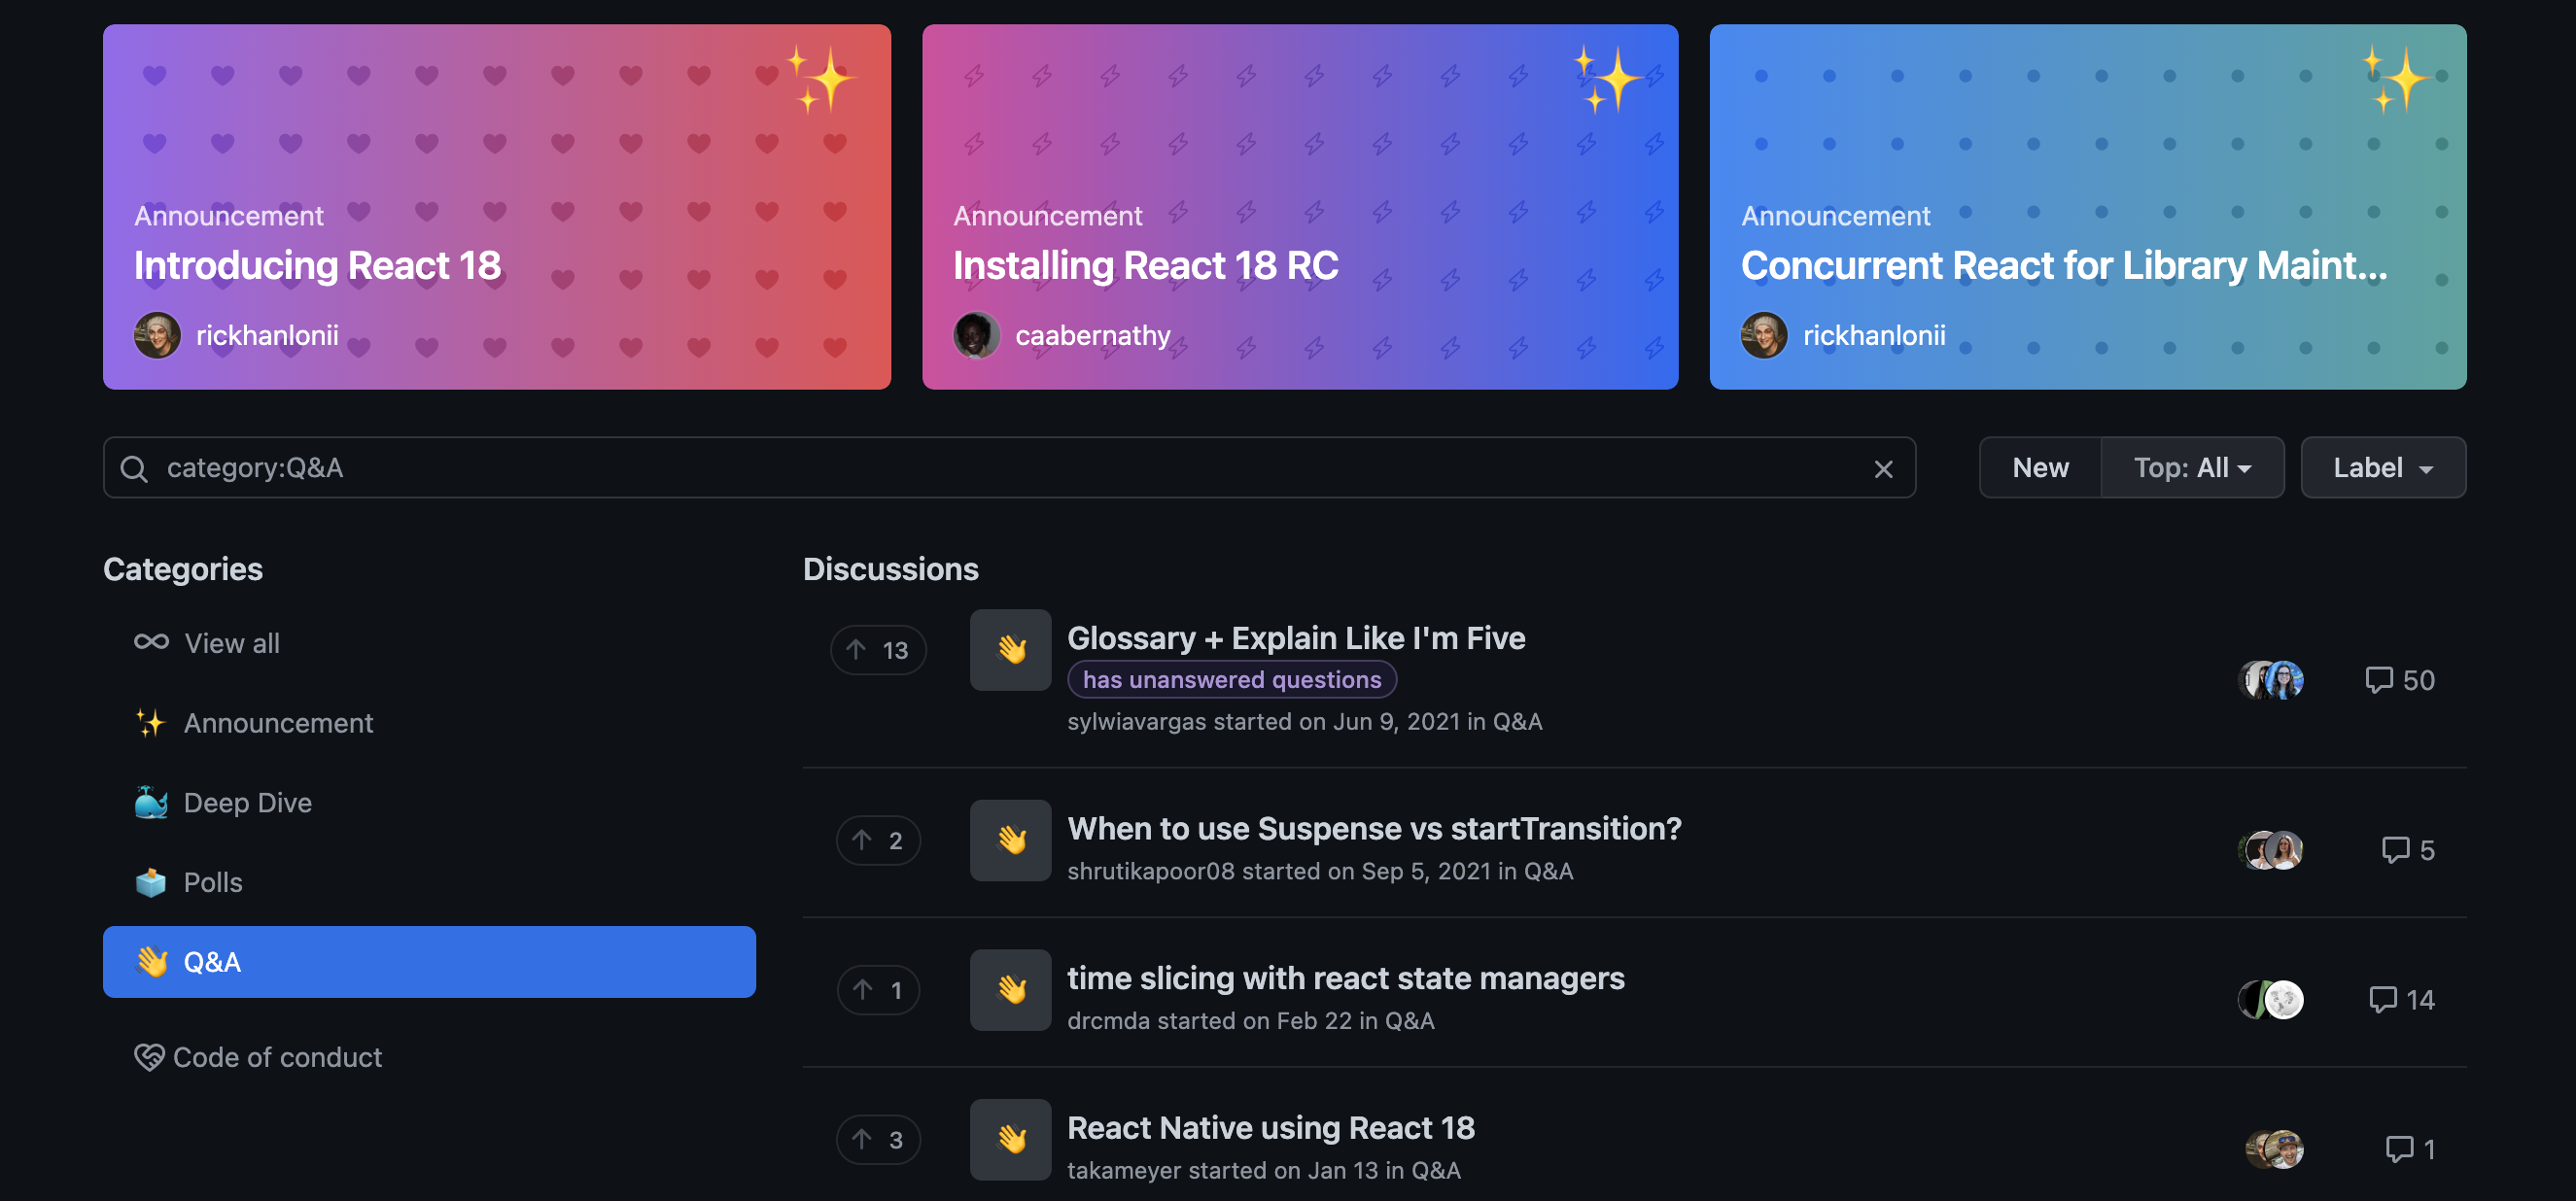 Announcement
Introducing React 18
rickhanlonii
Announcement
Installing React 18 RC
caabernathy
Announcement
Concurrent React for Library Maint...
rickhanlonii
category:Q&A
New
Top: All
Label
Categories
View all
Announcement
Deep Dive
Polls
Q&A
Code of conduct
Discussions
13
Glossary + Explain Like I'm Five
has unanswered questions
sylwiavargas started on Jun 9, 2021 in Q&A
50
2
When to use Suspense vs startTransition?
shrutikapoor08 started on Sep 5, 2021 in Q&A
5
1
time slicing with react state managers
drcmda started on Feb 22 in Q&A
14
3
React Native using React 18
takameyer started on Jan 13 in Q&A
1